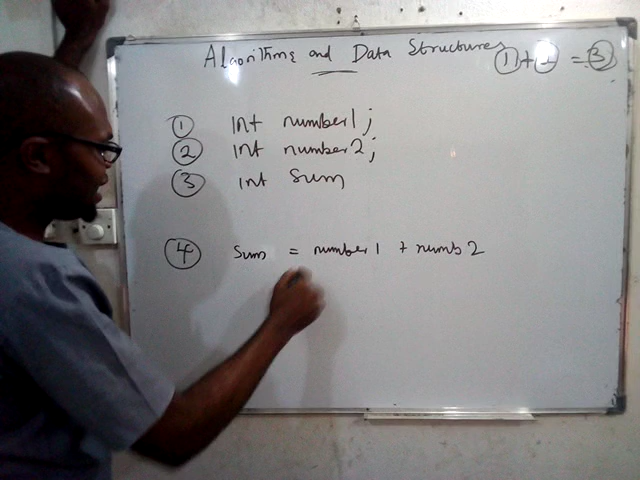 Algorithms and Data Structures
① + ② = ③
① int number1;
② int number2;
③ int sum
④ sum = number1 + numb2